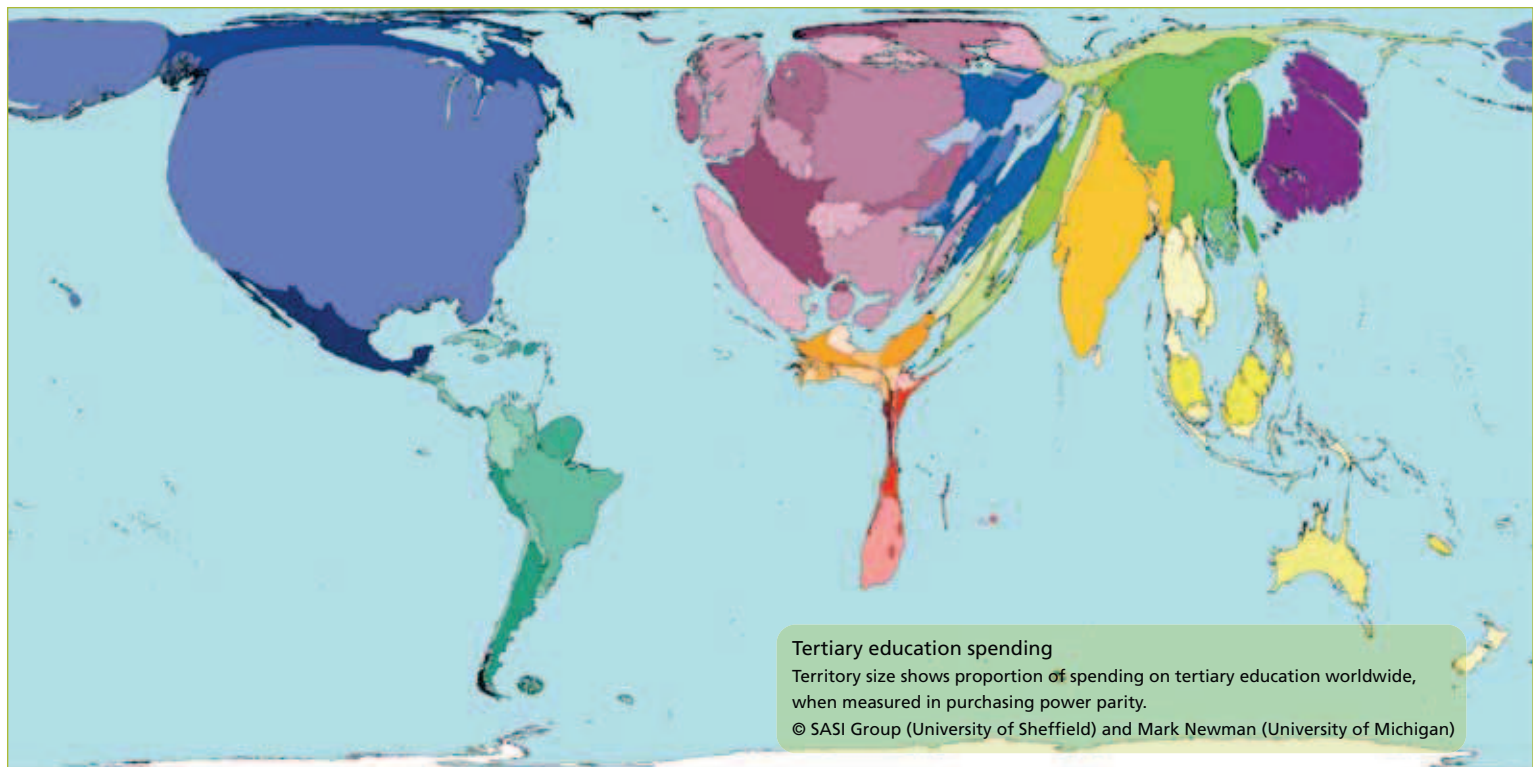 Tertiary education spending
Territory size shows proportion of spending on tertiary education worldwide,
when measured in purchasing power parity.
© SASI Group (University of Sheffield) and Mark Newman (University of Michigan)